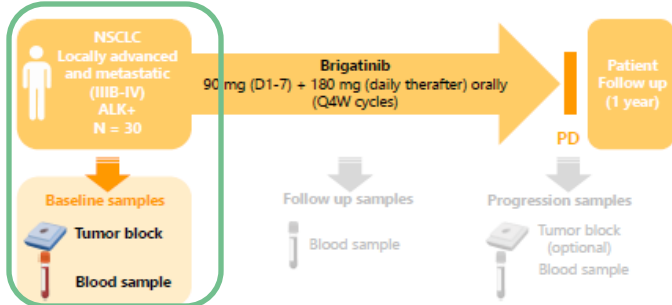 NSCLC
Locally advanced
and metastatic
(IIIB-IV)
ALK+
N = 30
Brigatinib
90 mg (D1-7) + 180 mg (daily therafter) orally
(Q4W cycles)
PD
Patient
Follow up
(1 year)
Baseline samples
Tumor block
Blood sample
Follow up samples
Blood sample
Progression samples
Tumor block
(optional)
Blood sample